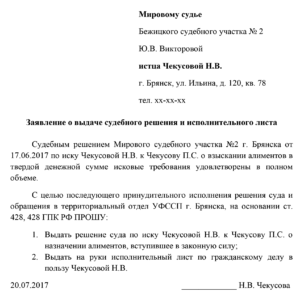 Мировому судье
Бежицкого судебного участка № 2
Ю.В. Викторовой
истца Чекусовой Н.В.
г. Брянск, ул. Ильина, д. 120, кв. 78
тел. хх-хх-хх
Заявление о выдаче судебного решения и исполнительного листа
Судебным решением Мирового судебного участка №2 г. Брянска от
17.06.2017 по иску Чекусовой Н.В. к Чекусову П.С. о взыскании алиментов в
твердой денежной сумме исковые требования удовлетворены в полном
объеме.
С целью последующего принудительного исполнения решения суда и
обращения в территориальный отдел УФССП г. Брянска, на основании ст.
428, 428 ГПК РФ ПРОШУ:
1. Выдать решение суда по иску Чекусовой Н.В. к Чекусову П.С. о
назначении алиментов, вступившее в законную силу;
2. Выдать на руки исполнительный лист по гражданскому делу в
пользу Чекусовой Н.В.
20.07.2017 ______________ Н.В. Чекусова